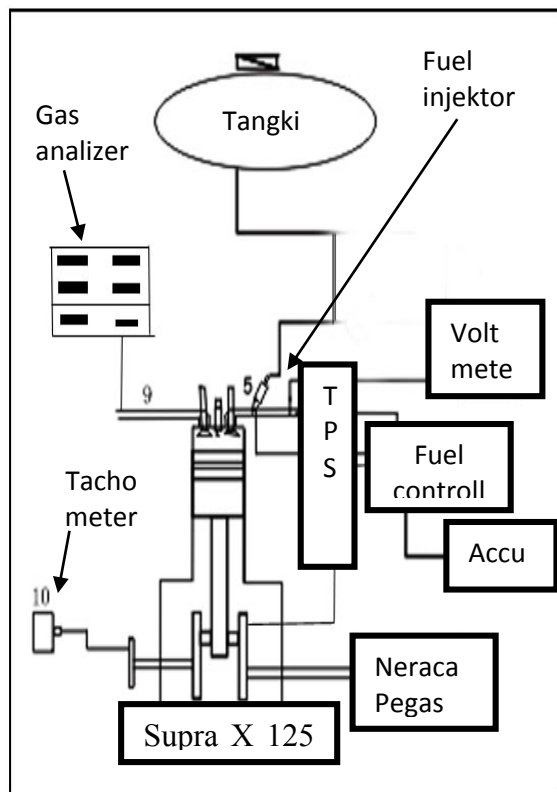 Fuel
injektor
Tangki
Gas
analizer
Volt
mete
5
T
P
S
9
Fuel
controll
Tacho
meter
Accu
10
Neraca
Pegas
Supra X 125